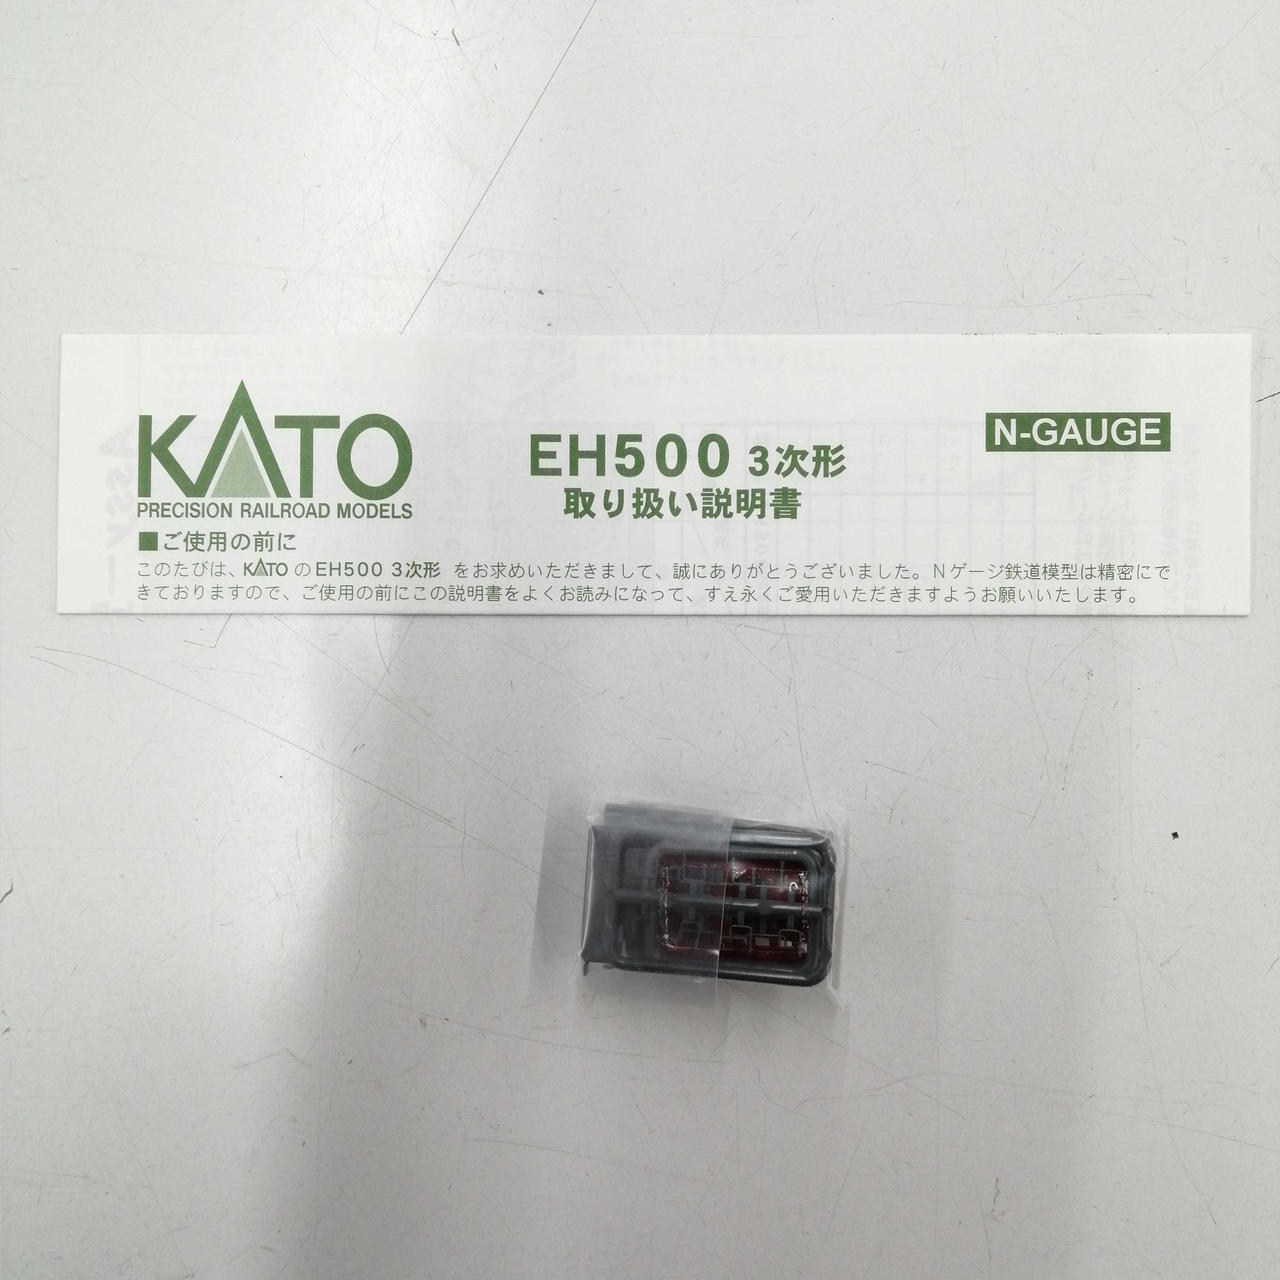 KATO
PRECISION RAILROAD MODELS
EH500 3次形
取り扱い説明書
N-GAUGE
■ご使用の前に
このたびは、KATOのEH500 3次形 をお求めいただきまして、誠にありがとうございました。Nゲージ鉄道模型は精密にで
きておりますので、ご使用の前にこの説明書をよくお読みになって、すえ永くご愛用いただきますようお願いいたします。